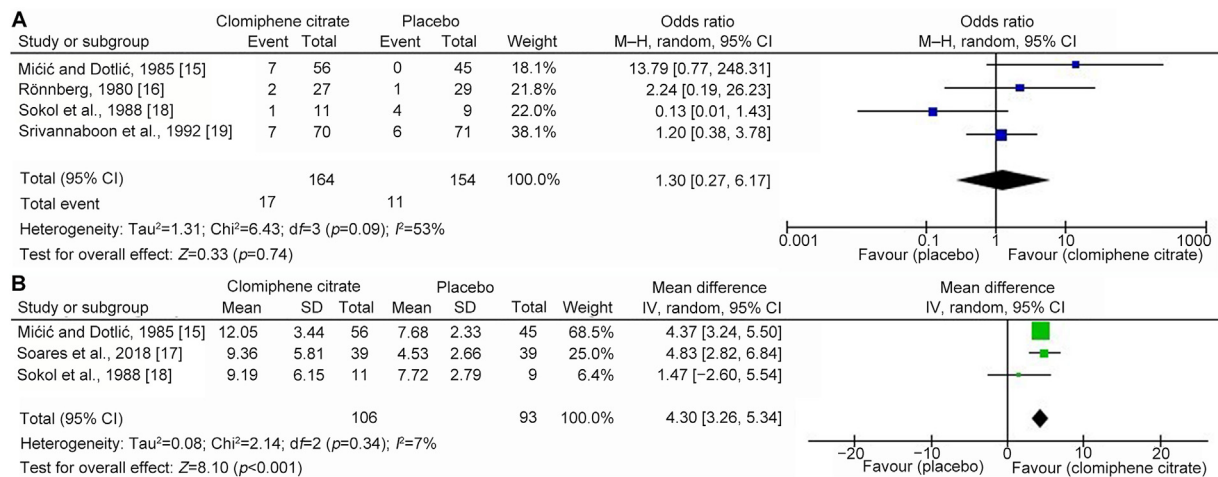 A
Clomiphene citrate Placebo Odds ratio Odds ratio
Study or subgroup Event Total Event Total Weight M–H, random, 95% CI M–H, random, 95% CI
Mićić and Dotlić, 1985 [15] 7 56 0 45 18.1% 13.79 [0.77, 248.31]
Rönnberg, 1980 [16] 2 27 1 29 21.8% 2.24 [0.19, 26.23]
Sokol et al., 1988 [18] 1 11 4 9 22.0% 0.13 [0.01, 1.43]
Srivannaboon et al., 1992 [19] 7 70 6 71 38.1% 1.20 [0.38, 3.78]
Total (95% CI) 164 154 100.0% 1.30 [0.27, 6.17]
Total event 17 11
Heterogeneity: Tau²=1.31; Chi²=6.43; df=3 (p=0.09); I²=53%
Test for overall effect: Z=0.33 (p=0.74)
0.001 0.1 1 10 1000
Favour (placebo) Favour (clomiphene citrate)
B
Clomiphene citrate Placebo Mean difference Mean difference
Study or subgroup Mean SD Total Mean SD Total Weight IV, random, 95% CI IV, random, 95% CI
Mićić and Dotlić, 1985 [15] 12.05 3.44 56 7.68 2.33 45 68.5% 4.37 [3.24, 5.50]
Soares et al., 2018 [17] 9.36 5.81 39 4.53 2.66 39 25.0% 4.83 [2.82, 6.84]
Sokol et al., 1988 [18] 9.19 6.15 11 7.72 2.79 9 6.4% 1.47 [−2.60, 5.54]
Total (95% CI) 106 93 100.0% 4.30 [3.26, 5.34]
Heterogeneity: Tau²=0.08; Chi²=2.14; df=2 (p=0.34); I²=7%
Test for overall effect: Z=8.10 (p<0.001)
−20 −10 0 10 20
Favour (placebo) Favour (clomiphene citrate)